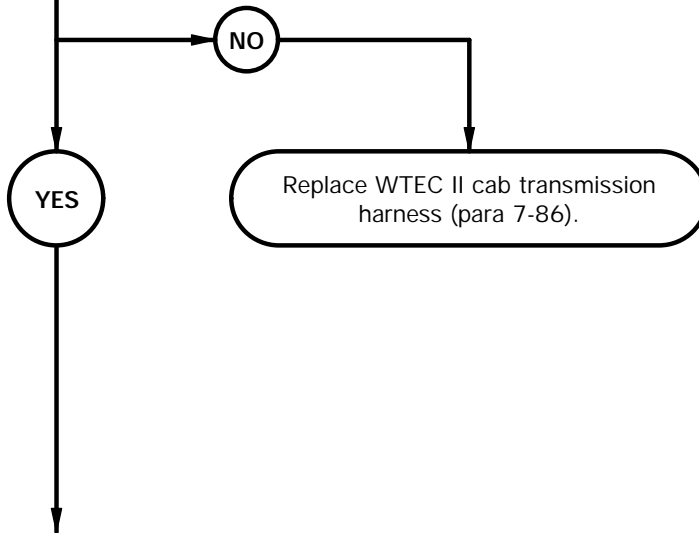 NO
YES
Replace WTEC II cab transmission
harness (para 7-86).